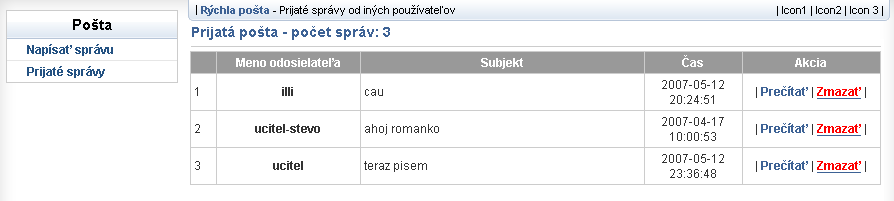 | Rýchla pošta - Prijaté správy od iných používateľov | Icon1 | Icon2 | Icon 3 |
Pošta
Napísať správu
Prijaté správy
Prijatá pošta - počet správ: 3
Meno odosielateľa Subjekt Čas Akcia
1 illi cau 2007-05-12 20:24:51 | Prečítať | Zmazať |
2 ucitel-stevo ahoj romanko 2007-04-17 10:00:53 | Prečítať | Zmazať |
3 ucitel teraz pisem 2007-05-12 23:36:48 | Prečítať | Zmazať |